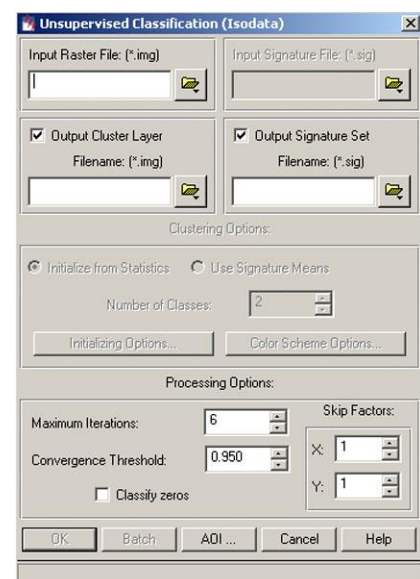 Unsupervised Classification (Isodata)
Input Raster File: (*.img)
Input Signature File: (*.sig)
Output Cluster Layer
Output Signature Set
Filename: (*.img)
Filename: (*.sig)
Clustering Options:
Initialize from Statistics
Use Signature Means
Number of Classes: 2
Initializing Options...
Color Scheme Options...
Processing Options:
Maximum Iterations: 6
Skip Factors:
Convergence Threshold: 0.950
X: 1
Y: 1
Classify zeros
OK
Batch
AOI ...
Cancel
Help